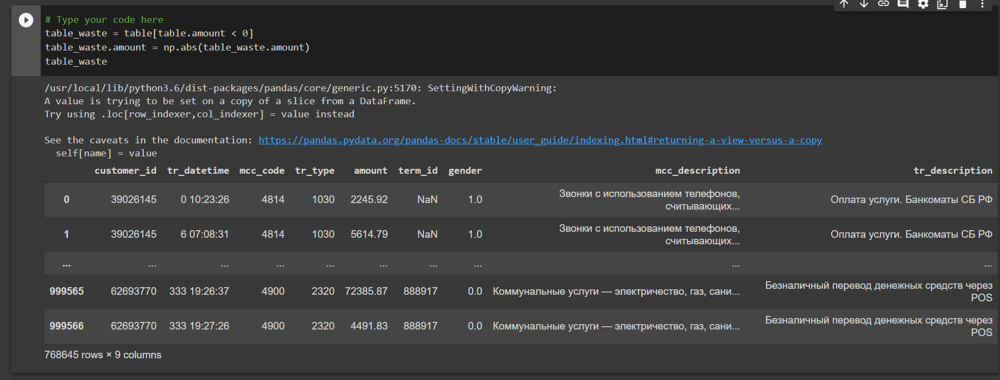 # Type your code here
table_waste = table[table.amount < 0]
table_waste.amount = np.abs(table_waste.amount)
table_waste
/usr/local/lib/python3.6/dist-packages/pandas/core/generic.py:5170: SettingWithCopyWarning:
A value is trying to be set on a copy of a slice from a DataFrame.
Try using .loc[row_indexer,col_indexer] = value instead
See the caveats in the documentation: https://pandas.pydata.org/pandas-docs/stable/user_guide/indexing.html#returning-a-view-versus-a-copy
self[name] = value
customer_id tr_datetime mcc_code tr_type amount term_id gender mcc_description tr_description
0 39026145 0 10:23:26 4814 1030 2245.92 NaN 1.0 Звонки с использованием телефонов, считывающих... Оплата услуги. Банкоматы СБ РФ
1 39026145 6 07:08:31 4814 1030 5614.79 NaN 1.0 Звонки с использованием телефонов, считывающих... Оплата услуги. Банкоматы СБ РФ
... ... ... ... ... ... ... ... ... ...
999565 62693770 333 19:26:37 4900 2320 72385.87 888917 0.0 Коммунальные услуги — электричество, газ, сани... Безналичный перевод денежных средств через POS
999566 62693770 333 19:27:26 4900 2320 4491.83 888917 0.0 Коммунальные услуги — электричество, газ, сани... Безналичный перевод денежных средств через POS
768645 rows × 9 columns